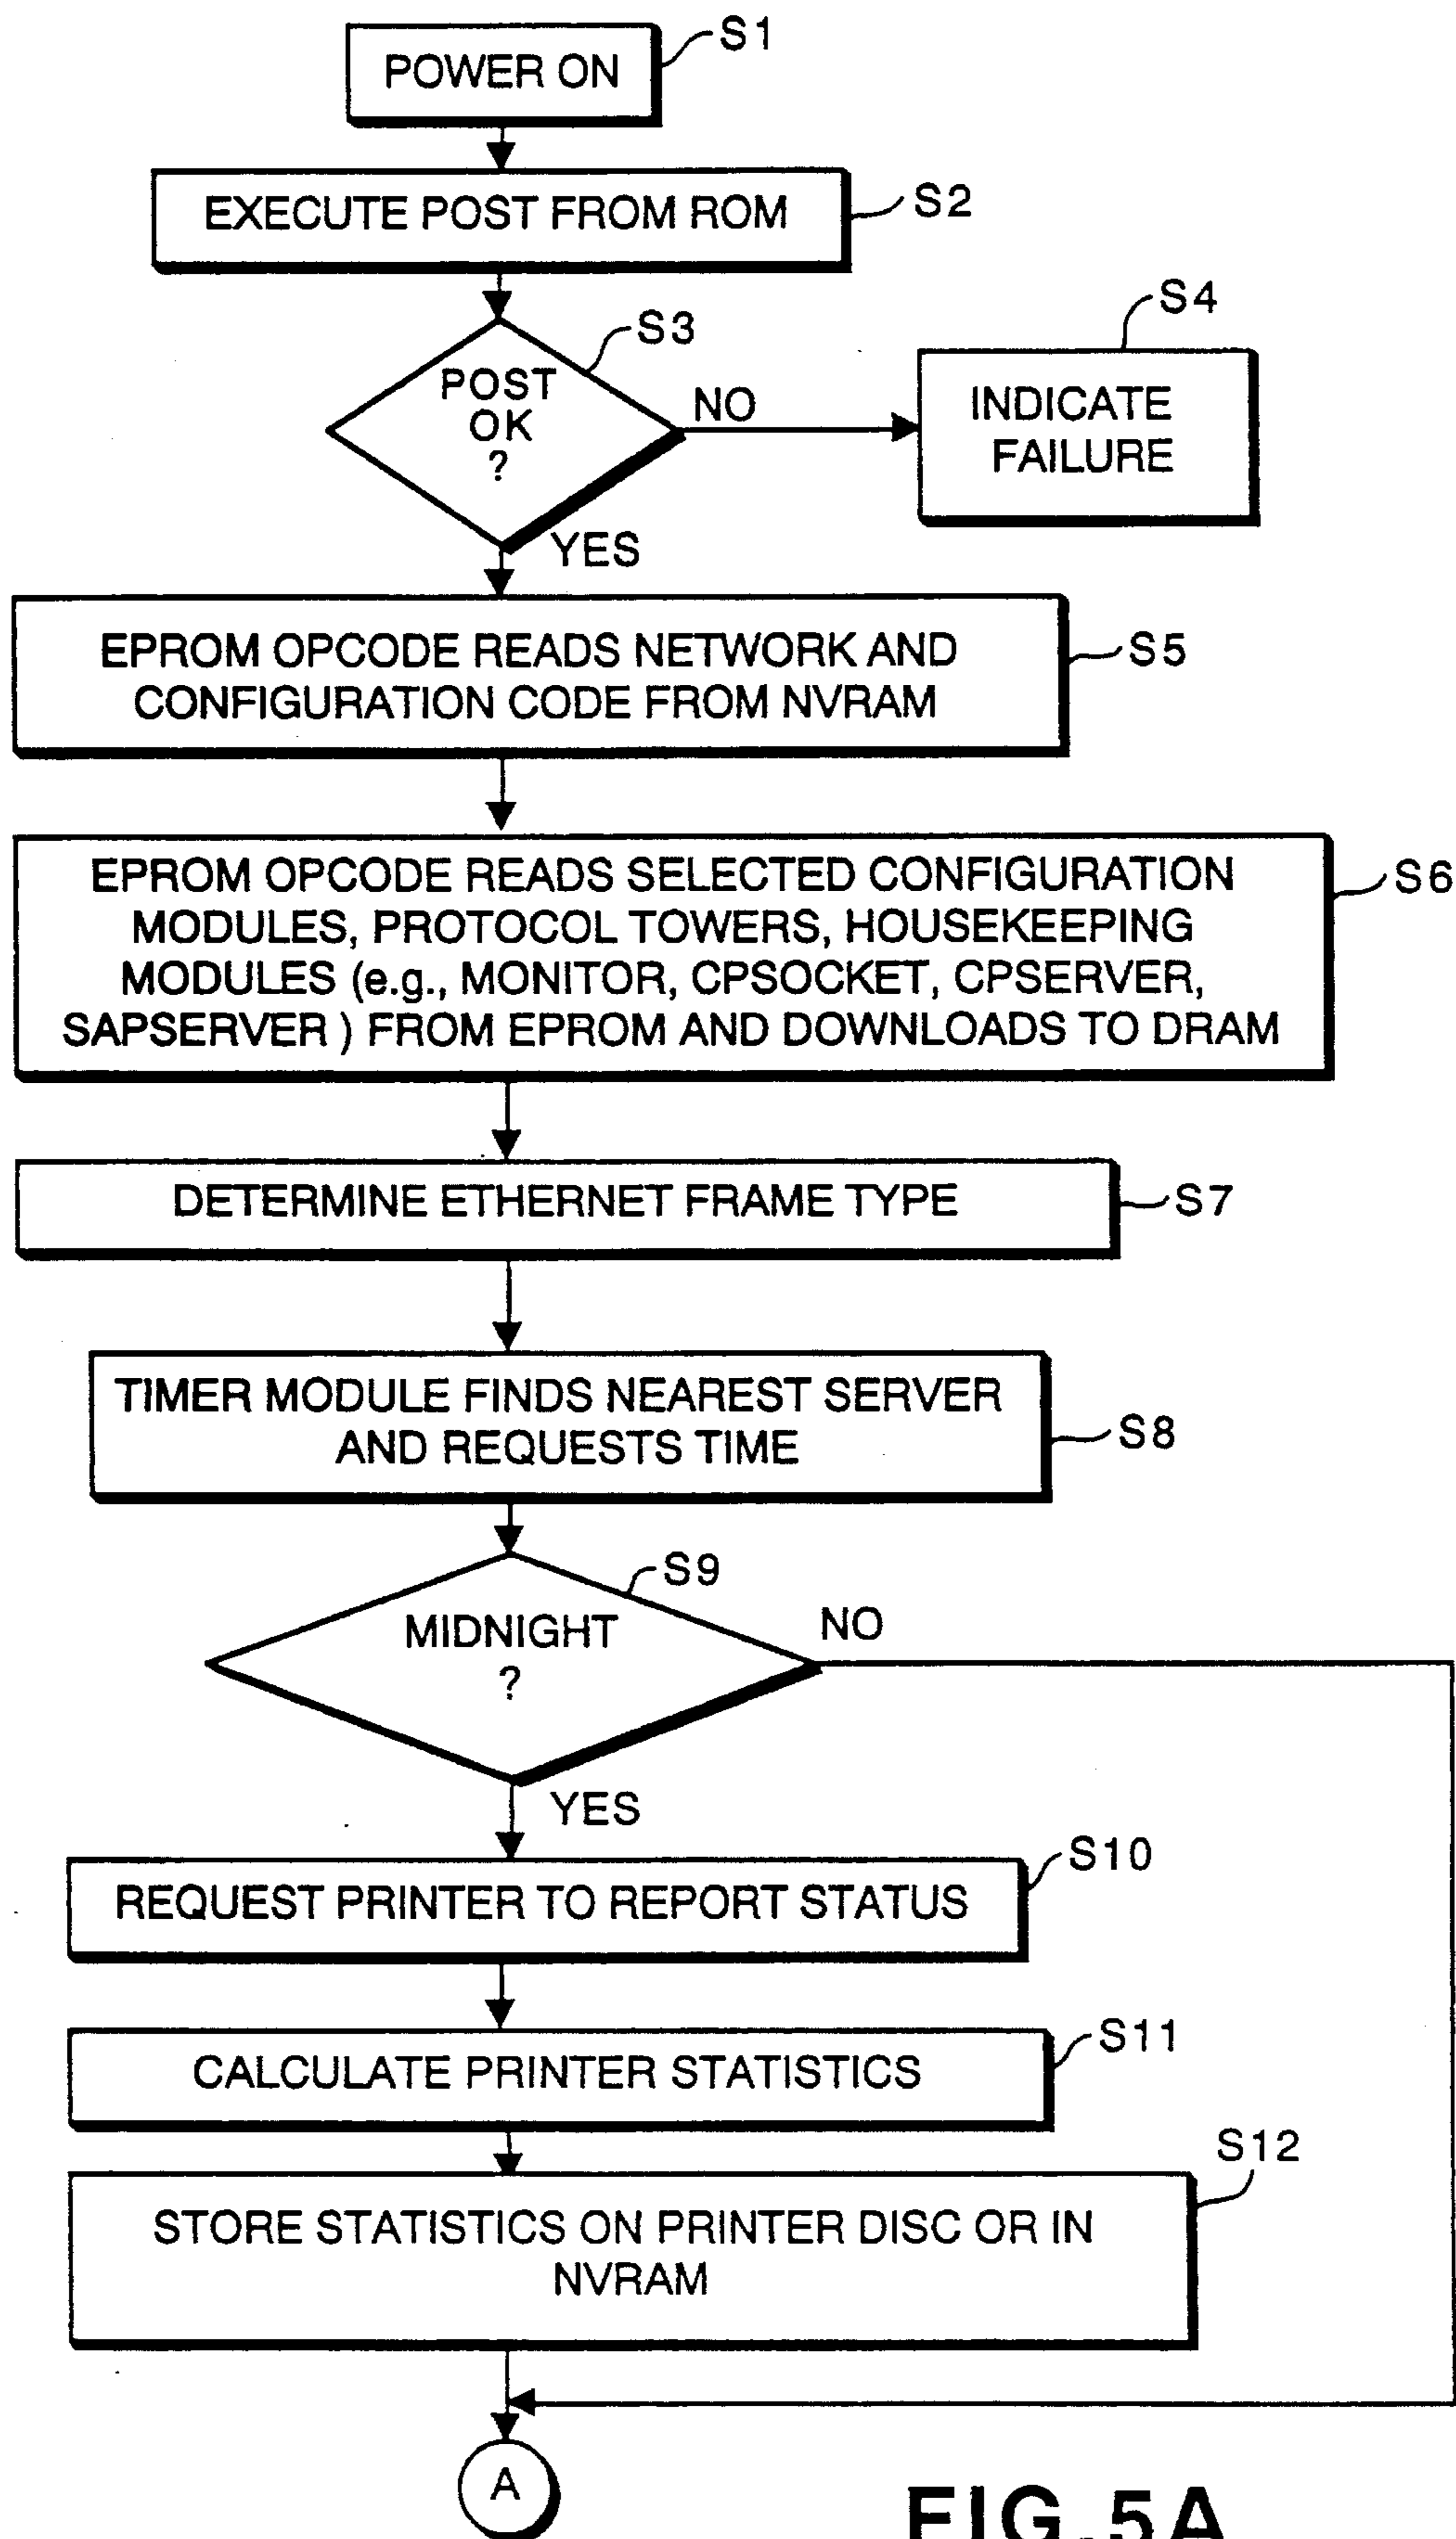 POWER ON
S1
EXECUTE POST FROM ROM
S2
POST
OK
?
S3
NO
YES
INDICATE
FAILURE
S4
EPROM OPCODE READS NETWORK AND
CONFIGURATION CODE FROM NVRAM
S5
EPROM OPCODE READS SELECTED CONFIGURATION
MODULES, PROTOCOL TOWERS, HOUSEKEEPING
MODULES (e.g., MONITOR, CPSOCKET, CPSERVER,
SAPSERVER ) FROM EPROM AND DOWNLOADS TO DRAM
S6
DETERMINE ETHERNET FRAME TYPE
S7
TIMER MODULE FINDS NEAREST SERVER
AND REQUESTS TIME
S8
MIDNIGHT
?
S9
NO
YES
REQUEST PRINTER TO REPORT STATUS
S10
CALCULATE PRINTER STATISTICS
S11
STORE STATISTICS ON PRINTER DISC OR IN
NVRAM
S12
A
FIG.5A